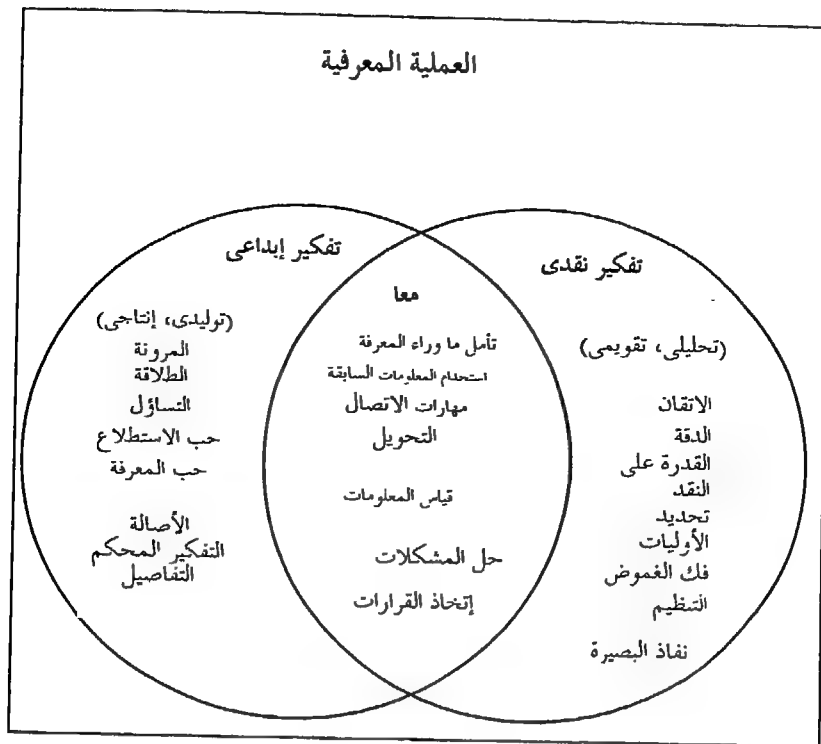 العملية المعرفية
تفكير نقدى
(تحليلى، تقويمى)
الاتقان
الدقة
القدرة على
النقد
تحديد
الأوليات
فك الغموض
التنظيم
نفاذ البصيرة
معا
تأمل ما وراء المعرفة
استحدام المعلومات السابقة
مهارات الاتصال
التحويل
قياس المعلومات
حل المشكلات
إتخاذ القرارات
تفكير إبداعى
(توليدى، إنتاجى)
المرونة
الطلاقة
التساؤل
حب الاستطلاع
حب المعرفة
الأصالة
التفكير المحكم
التفاصيل